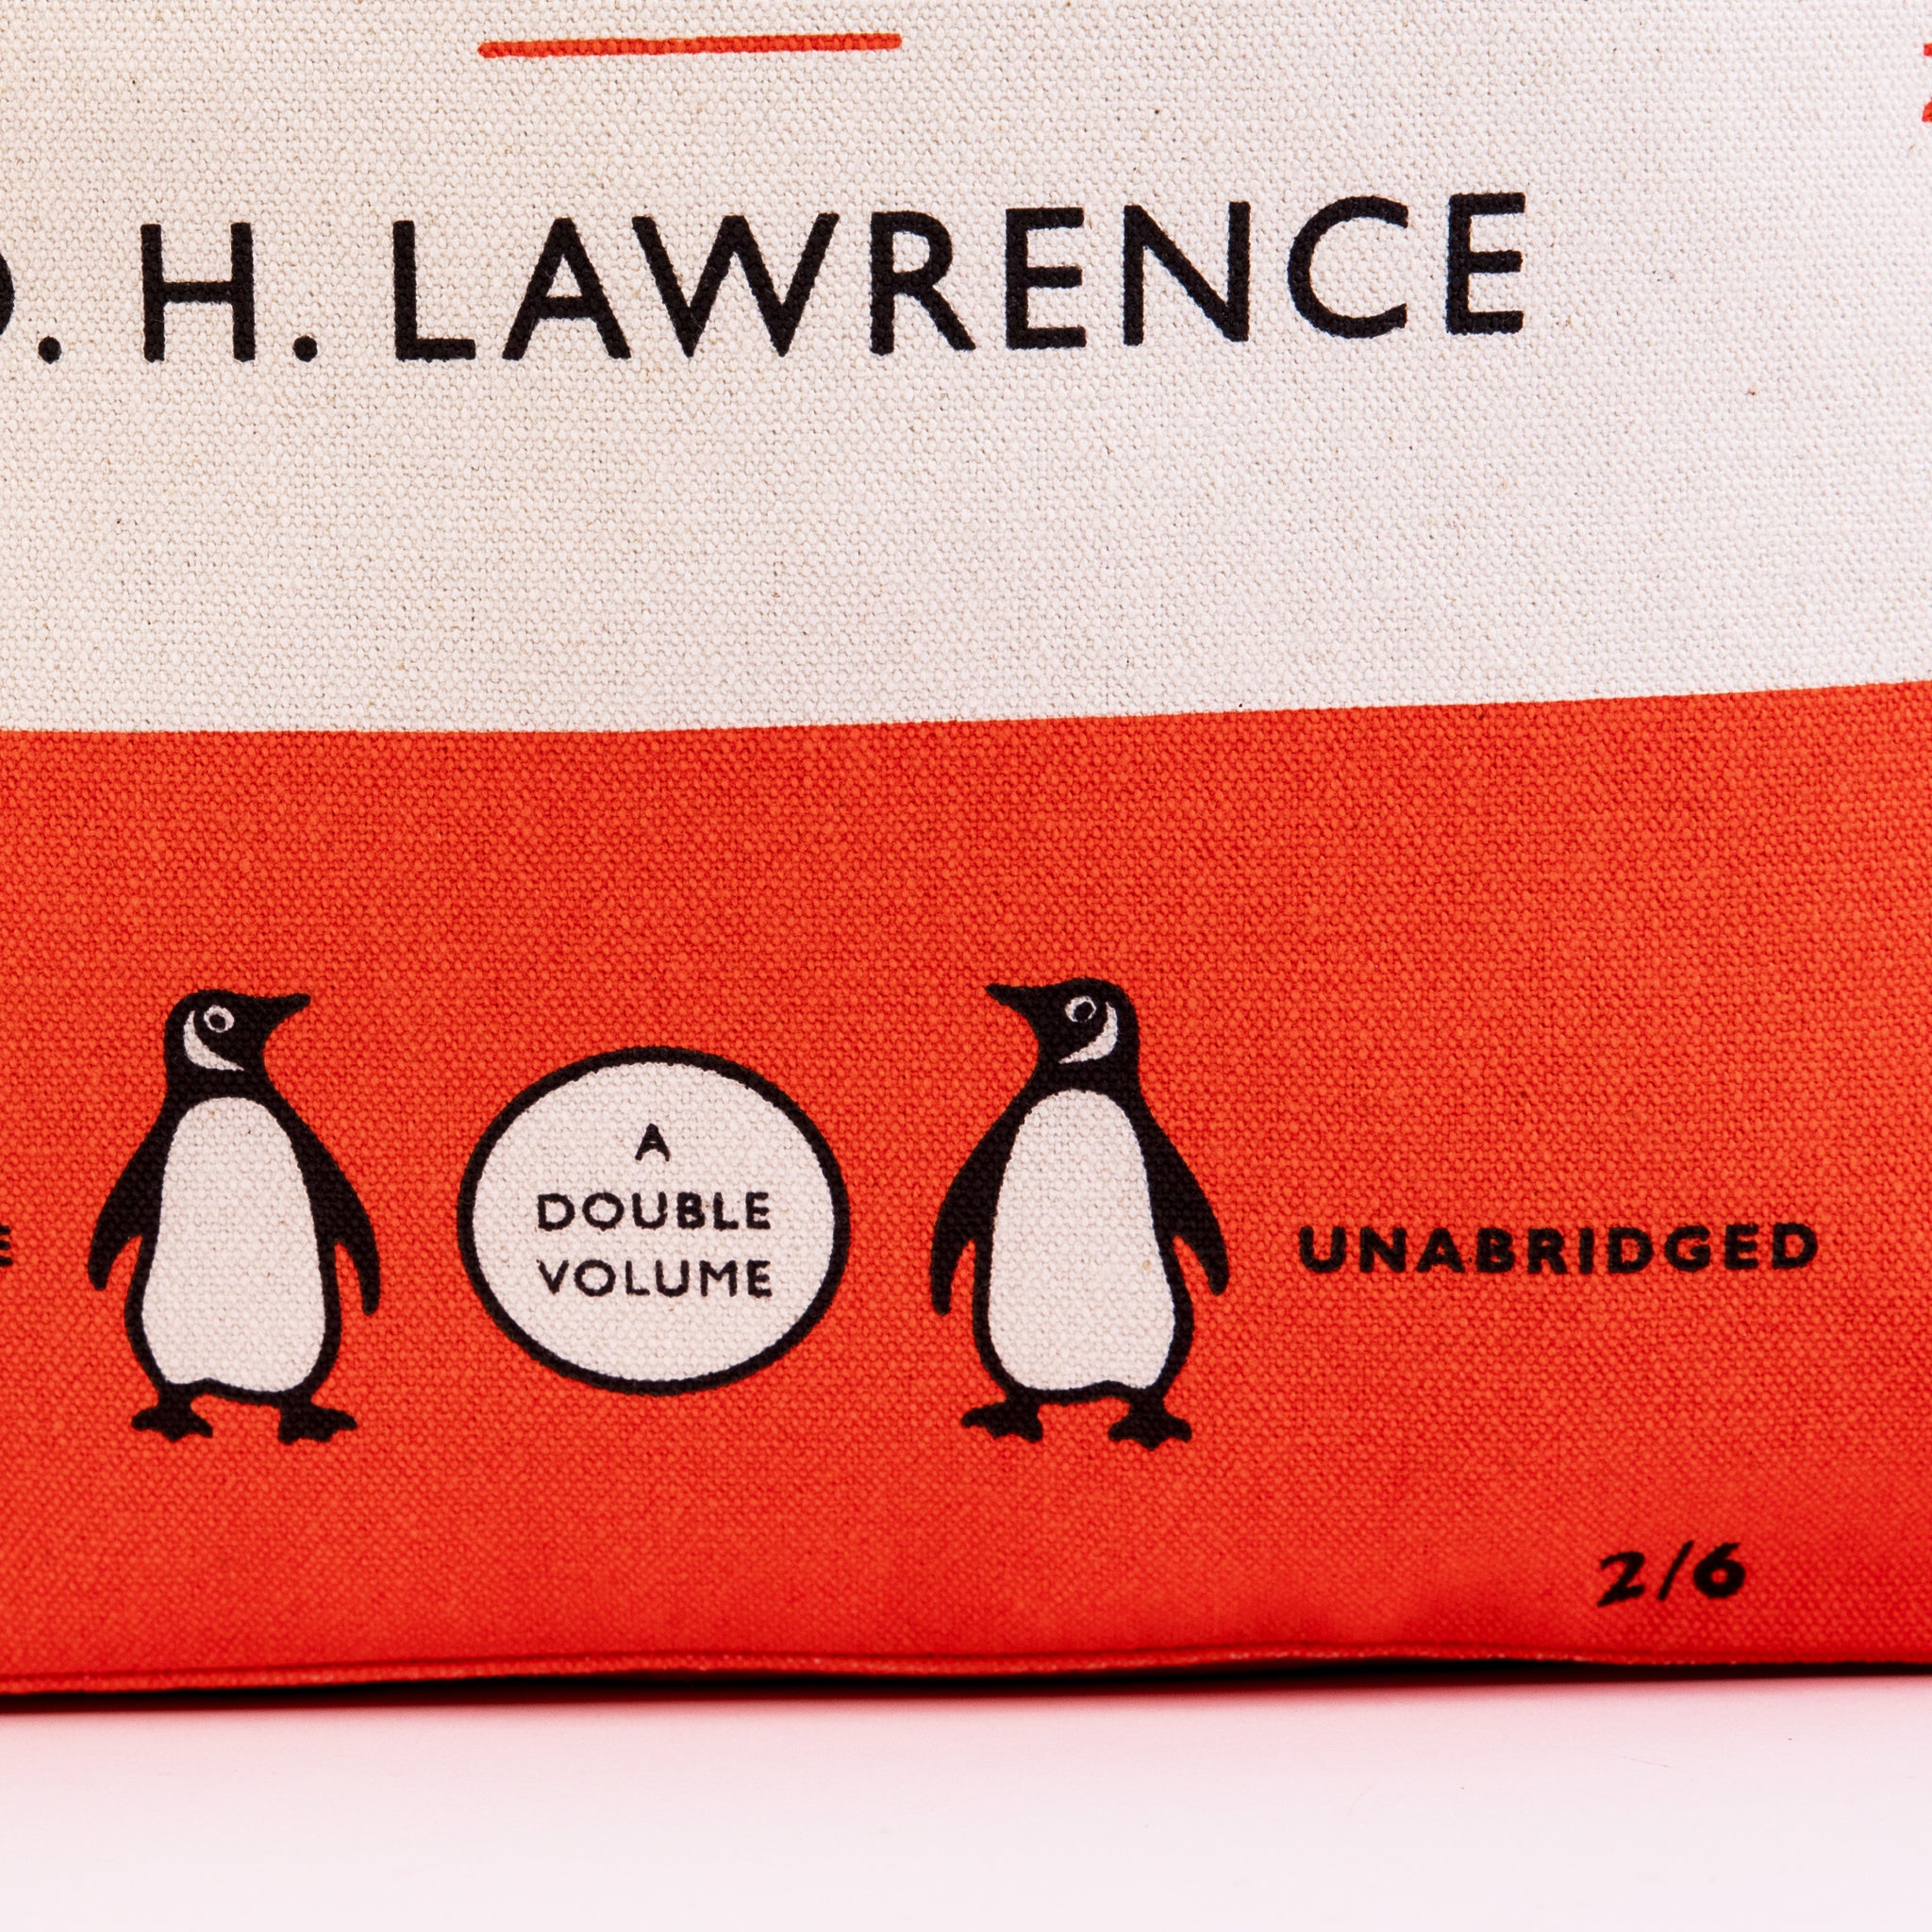 D. H. LAWRENCE
A
DOUBLE
VOLUME
UNABRIDGED
2/6